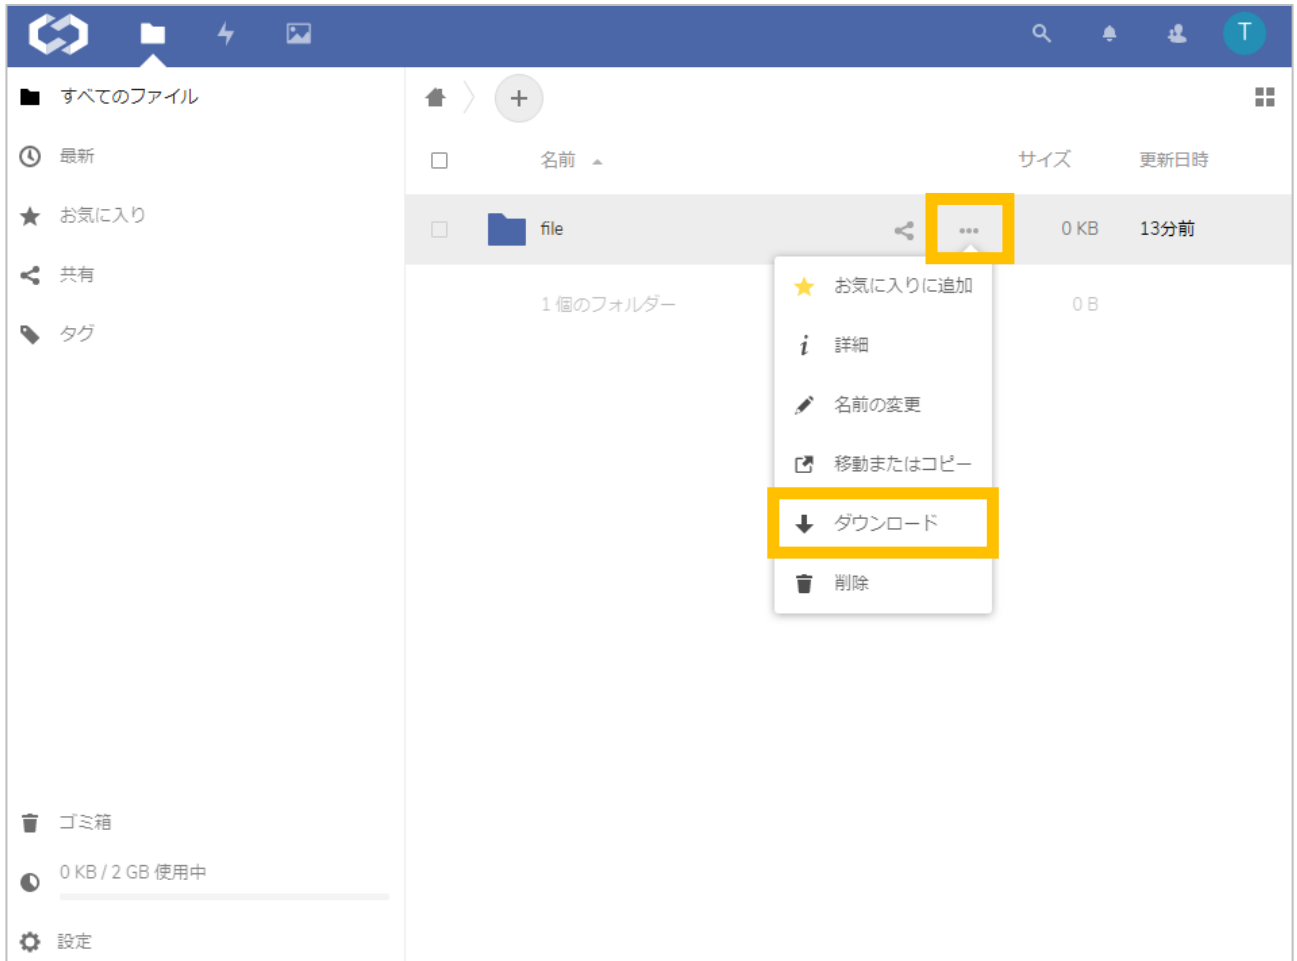 T
すべてのファイル
最新
お気に入り
共有
タグ
名前
サイズ
更新日時
file
0 KB
13分前
1 個のフォルダー
0 B
お気に入りに追加
詳細
名前の変更
移動またはコピー
ダウンロード
削除
ゴミ箱
0 KB / 2 GB 使用中
設定